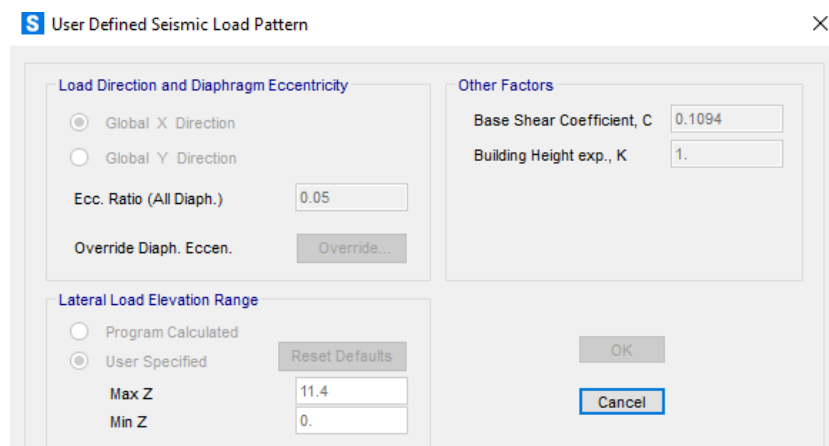 S User Defined Seismic Load Pattern
Load Direction and Diaphragm Eccentricity
Global X Direction
Global Y Direction
Ecc. Ratio (All Diaph.) 0.05
Override Diaph. Eccen. Override...
Other Factors
Base Shear Coefficient, C 0.1094
Building Height exp., K 1.
Lateral Load Elevation Range
Program Calculated
User Specified Reset Defaults
Max Z 11.4
Min Z 0.
OK
Cancel